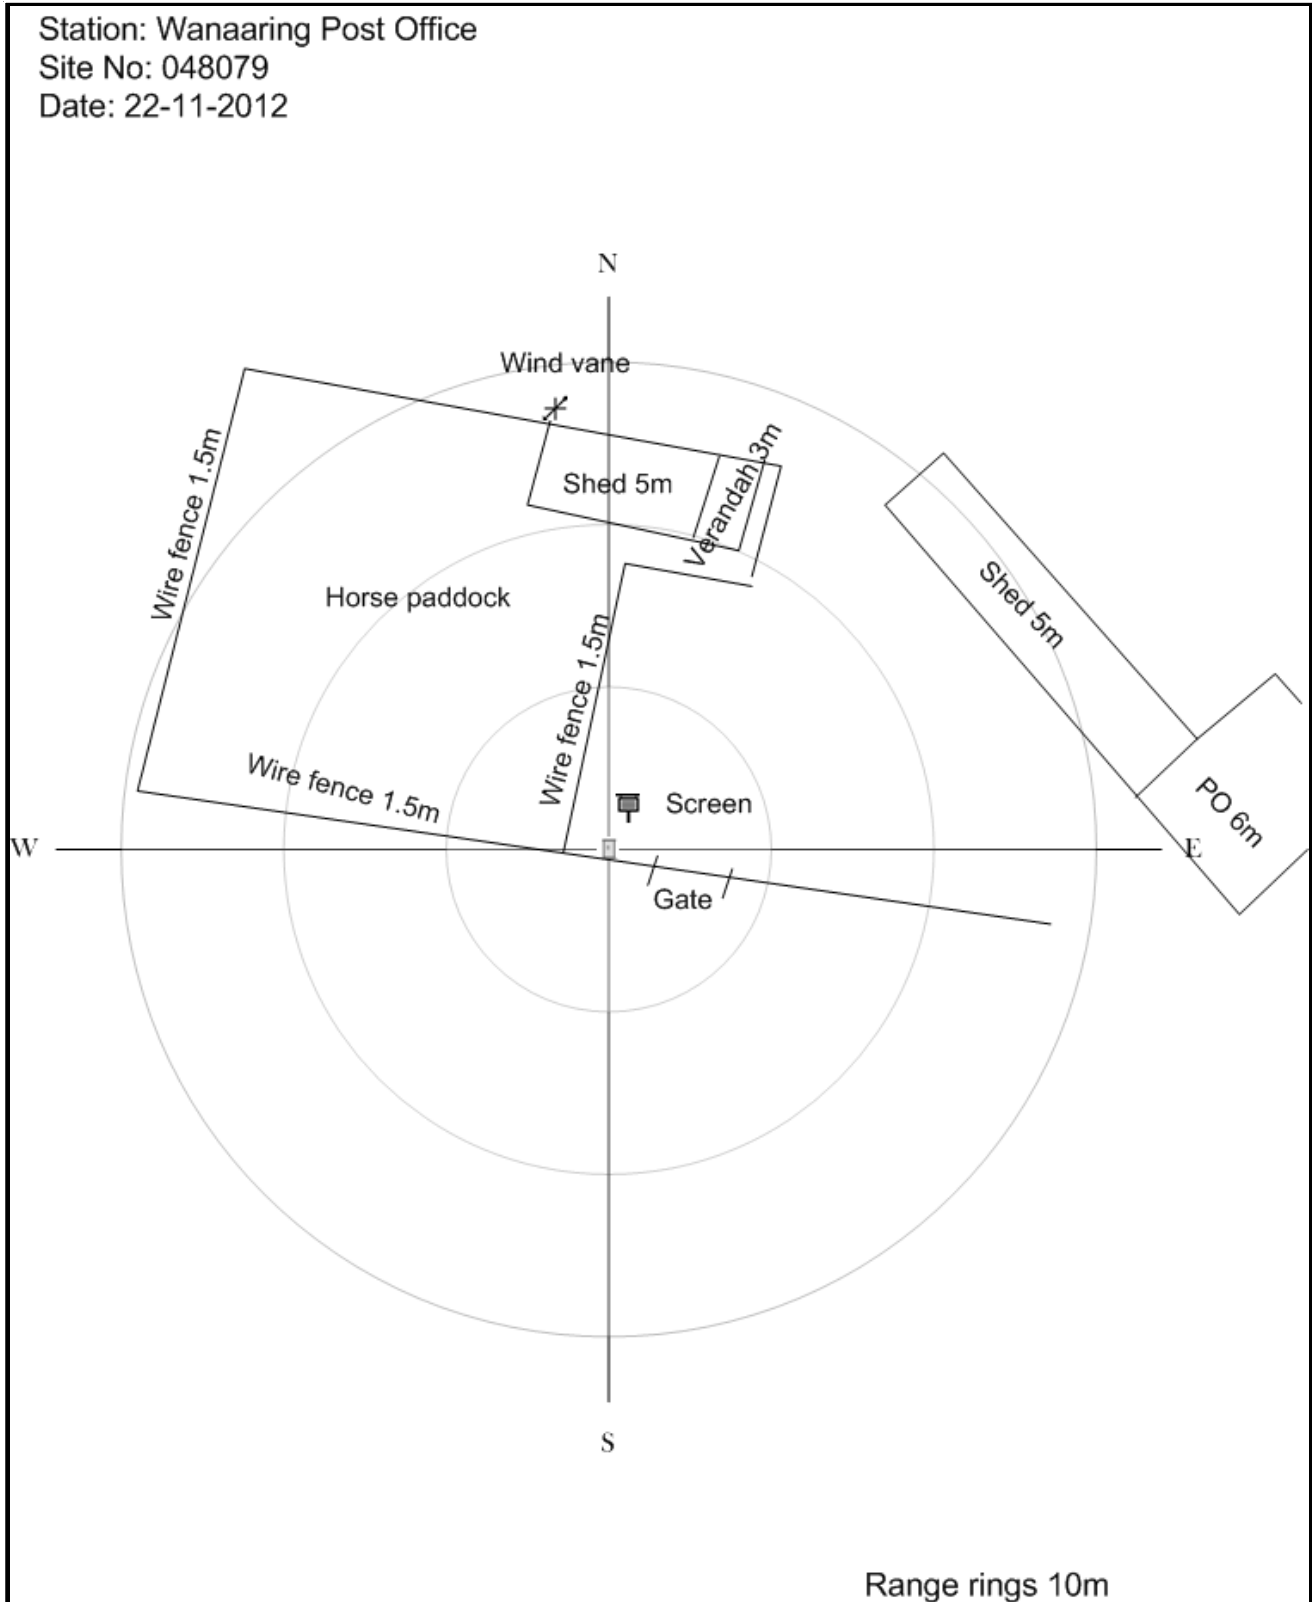 Station: Wanaaring Post Office
Site No: 048079
Date: 22-11-2012
N
Wind vane
Wire fence 1.5m
Shed 5m
Verandah 3m
Shed 5m
Horse paddock
Wire fence 1.5m
Wire fence 1.5m
Screen
PO 6m
W
E
Gate
S
Range rings 10m